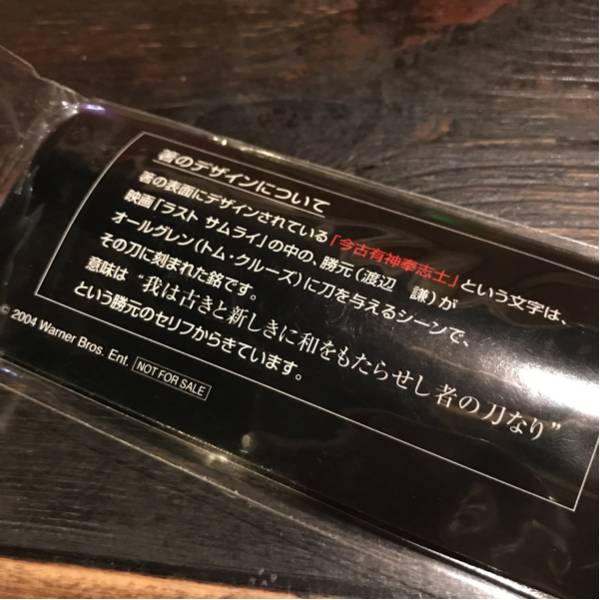 箸のデザインについて
箸の表面にデザインされている「今古有神奉志士」という文字は、
映画「ラスト サムライ」の中の、勝元(渡辺 謙)が
オールグレン(トム・クルーズ)に刀を与えるシーンで、
その刀に刻まれた銘です。
意味は“我は古きと新しきに和をもたらせし者の刀なり”
という勝元のセリフからきています。
© 2004 Warner Bros. Ent. NOT FOR SALE